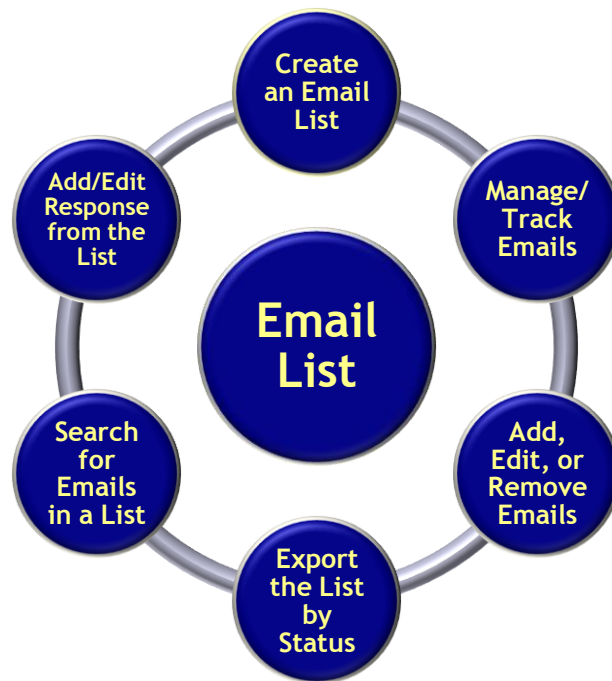 Create
an Email
List
Manage/
Track
Emails
Add,
Edit, or
Remove
Emails
Export
the List
by
Status
Search
for
Emails
in a List
Add/Edit
Response
from the
List
Email
List